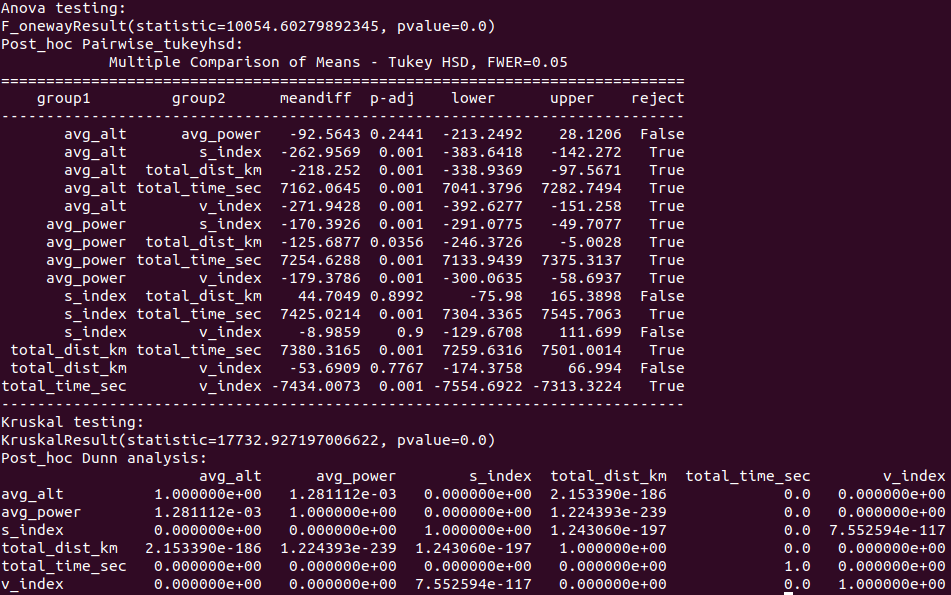 Anova testing:
F_onewayResult(statistic=10054.60279892345, pvalue=0.0)
Post_hoc Pairwise_tukeyhsd:
Multiple Comparison of Means - Tukey HSD, FWER=0.05
============================================================================
group1 group2 meandiff p-adj lower upper reject
----------------------------------------------------------------------------
avg_alt avg_power -92.5643 0.2441 -213.2492 28.1206 False
avg_alt s_index -262.9569 0.001 -383.6418 -142.272 True
avg_alt total_dist_km -218.252 0.001 -338.9369 -97.5671 True
avg_alt total_time_sec 7162.0645 0.001 7041.3796 7282.7494 True
avg_alt v_index -271.9428 0.001 -392.6277 -151.258 True
avg_power s_index -170.3926 0.001 -291.0775 -49.7077 True
avg_power total_dist_km -125.6877 0.0356 -246.3726 -5.0028 True
avg_power total_time_sec 7254.6288 0.001 7133.9439 7375.3137 True
avg_power v_index -179.3786 0.001 -300.0635 -58.6937 True
s_index total_dist_km 44.7049 0.8992 -75.98 165.3898 False
s_index total_time_sec 7425.0214 0.001 7304.3365 7545.7063 True
s_index v_index -8.9859 0.9 -129.6708 111.699 False
total_dist_km total_time_sec 7380.3165 0.001 7259.6316 7501.0014 True
total_dist_km v_index -53.6909 0.7767 -174.3758 66.994 False
total_time_sec v_index -7434.0073 0.001 -7554.6922 -7313.3224 True
----------------------------------------------------------------------------
Kruskal testing:
KruskalResult(statistic=17732.927197006622, pvalue=0.0)
Post_hoc Dunn analysis:
avg_alt avg_power s_index total_dist_km total_time_sec v_index
avg_alt 1.000000e+00 1.281112e-03 0.000000e+00 2.153390e-186 0.0 0.000000e+00
avg_power 1.281112e-03 1.000000e+00 0.000000e+00 1.224393e-239 0.0 0.000000e+00
s_index 0.000000e+00 0.000000e+00 1.000000e+00 1.243060e-197 0.0 7.552594e-117
total_dist_km 2.153390e-186 1.224393e-239 1.243060e-197 1.000000e+00 0.0 0.000000e+00
total_time_sec 0.000000e+00 0.000000e+00 0.000000e+00 0.000000e+00 1.0 0.000000e+00
v_index 0.000000e+00 0.000000e+00 7.552594e-117 0.000000e+00 0.0 1.000000e+00